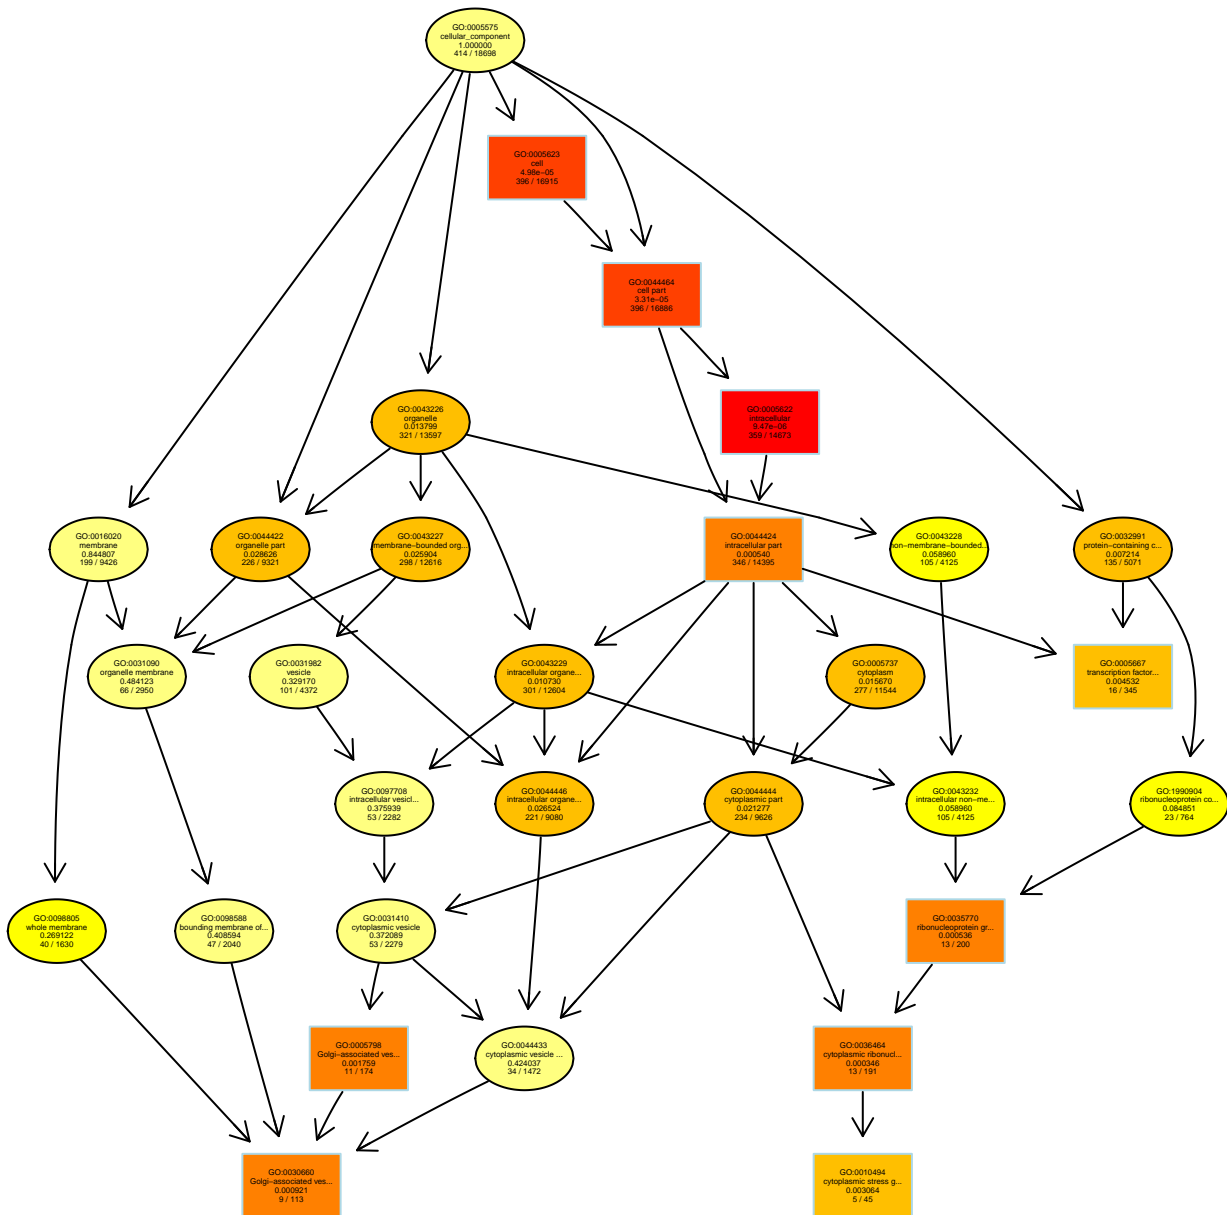 GO:0005575
cellular_component
1.000000
414 / 18698
GO:0005623
cell
4.98e−05
396 / 16915
GO:0044464
cell part
3.31e−05
396 / 16886
GO:0043226
organelle
0.013799
321 / 13597
GO:0005622
intracellular
9.47e−06
356 / 14673
GO:0016020
membrane
0.844807
199 / 9426
GO:0044422
organelle part
0.028626
226 / 9321
GO:0043227
membrane−bounded org...
0.025904
298 / 12616
GO:0044424
intracellular part
0.000540
346 / 14395
GO:0043228
non−membrane−bounded...
0.058960
105 / 4125
GO:0032991
protein−containing c...
0.007214
135 / 5071
GO:0031090
organelle membrane
0.484123
66 / 2950
GO:0031982
vesicle
0.329170
101 / 4372
GO:0043229
intracellular organe...
0.010730
301 / 12604
GO:0005737
cytoplasm
0.015670
277 / 11544
GO:0005667
transcription factor...
0.004532
16 / 345
GO:0097708
intracellular vesicl...
0.375939
53 / 2282
GO:0044446
intracellular organe...
0.026524
221 / 9080
GO:0044444
cytoplasmic part
0.021277
234 / 9626
GO:0043232
intracellular non−me...
0.058960
105 / 4125
GO:1990904
ribonucleoprotein co...
0.084851
23 / 764
GO:0098805
whole membrane
0.269122
40 / 1630
GO:0098588
bounding membrane of...
0.408594
47 / 2040
GO:0031410
cytoplasmic vesicle
0.372089
53 / 2279
GO:0035770
ribonucleoprotein gr...
0.000536
13 / 200
GO:0005798
Golgi−associated ves...
0.001759
11 / 174
GO:0044433
cytoplasmic vesicle ...
0.424037
34 / 1472
GO:0036464
cytoplasmic ribonucl...
0.000346
13 / 191
GO:0030660
Golgi−associated ves...
0.000921
9 / 113
GO:0010494
cytoplasmic stress g...
0.003064
5 / 45